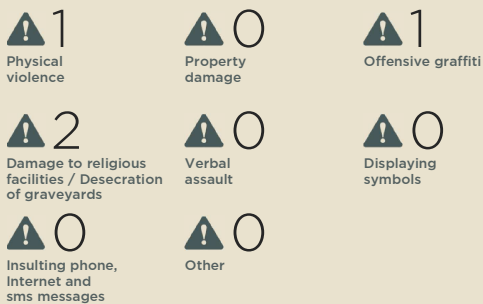 1
Physical
violence
0
Property
damage
1
Offensive graffiti
2
Damage to religious
facilities / Desecration
of graveyards
0
Verbal
assault
0
Displaying
symbols
0
Insulting phone,
Internet and
sms messages
0
Other